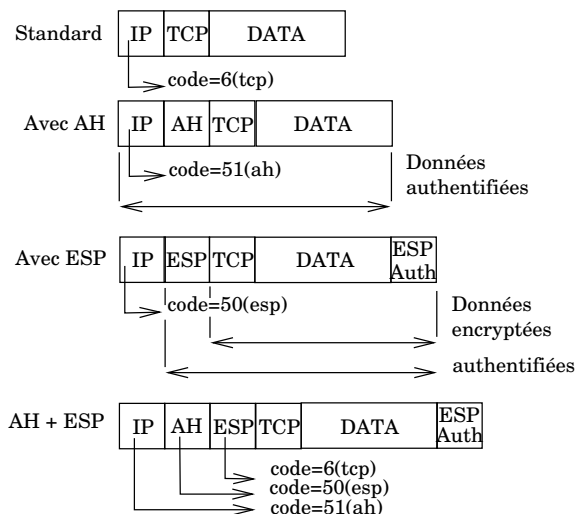 Standard IP TCP DATA
code=6(tcp)
Avec AH IP AH TCP DATA
code=51(ah)
Données
authentifiées
Avec ESP IP ESP TCP DATA ESP
Auth
code=50(esp)
Données
encryptées
authentifiées
AH + ESP IP AH ESP TCP DATA ESP
Auth
code=6(tcp)
code=50(esp)
code=51(ah)